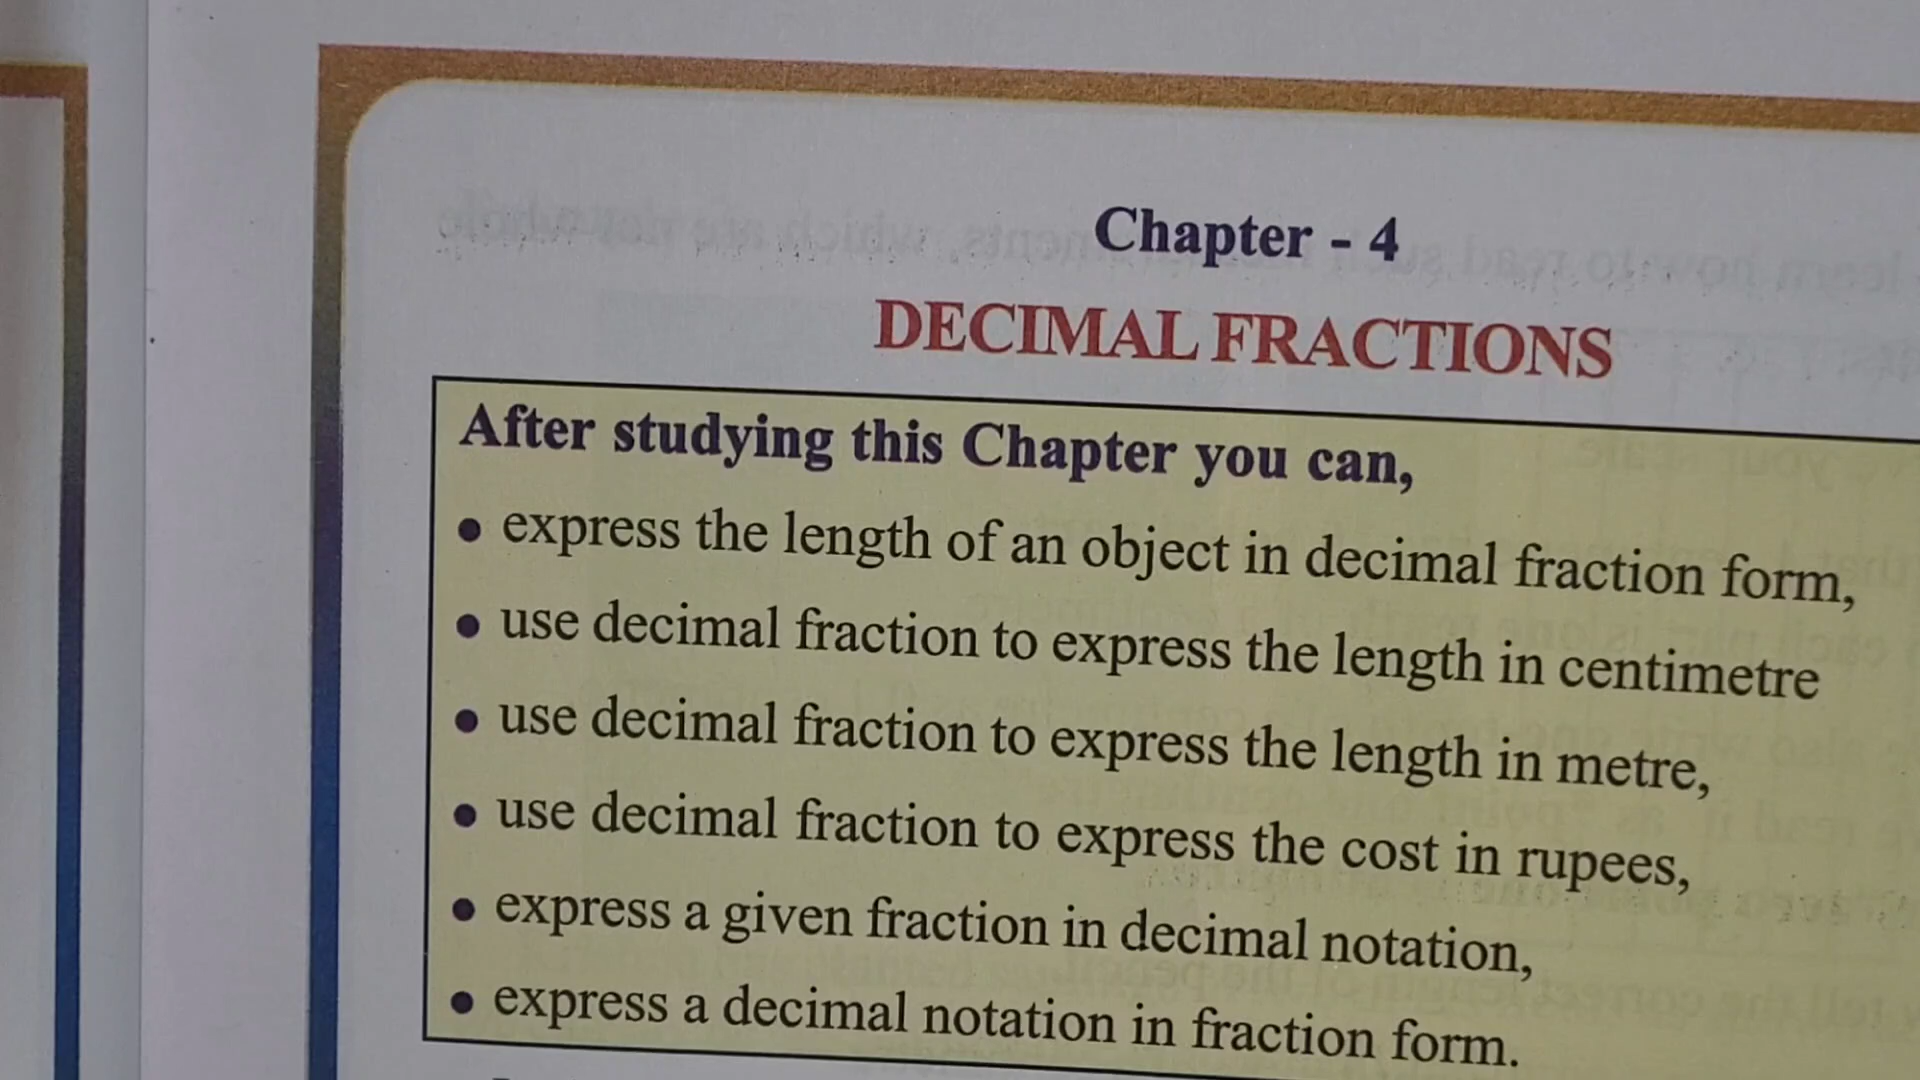 Chapter - 4
DECIMAL FRACTIONS
After studying this Chapter you can,
• express the length of an object in decimal fraction form,
• use decimal fraction to express the length in centimetre
• use decimal fraction to express the length in metre,
• use decimal fraction to express the cost in rupees,
• express a given fraction in decimal notation,
• express a decimal notation in fraction form.